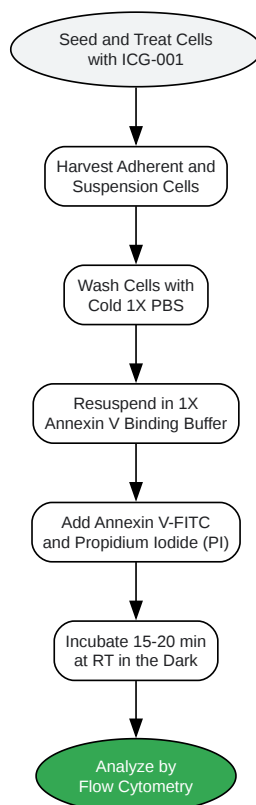 Seed and Treat Cells
with ICG-001
Harvest Adherent and
Suspension Cells
Wash Cells with
Cold 1X PBS
Resuspend in 1X
Annexin V Binding Buffer
Add Annexin V-FITC
and Propidium Iodide (PI)
Incubate 15-20 min
at RT in the Dark
Analyze by
Flow Cytometry